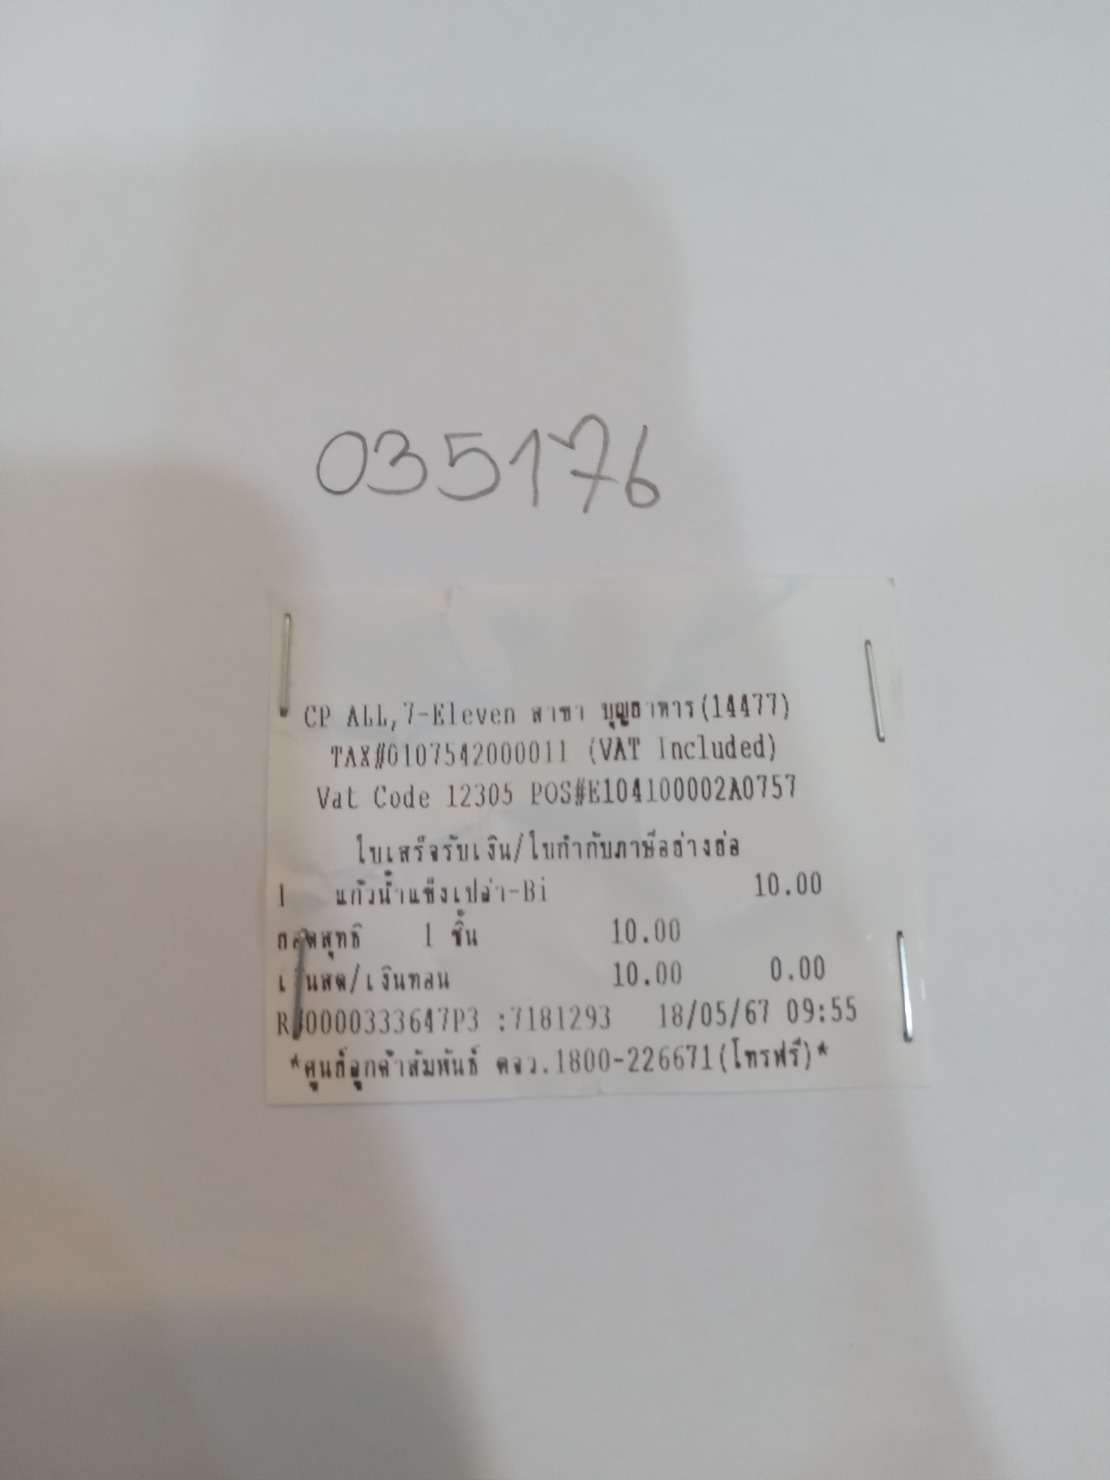 035176
CP ALL,7-Eleven สาขา บุญธาหาร(14477)
TAX#0107542000011 (VAT Included)
Vat Code 12305 POS#E104100002A0757
ใบเสร็จรับเงิน/ใบกำกับภาษีอย่างย่อ
1 แก้วน้ำแข็งเปล่า-Bi 10.00
ยอดสุทธิ 1 ชิ้น 10.00
เงินสด/เงินทอน 10.00 0.00
R#0000333647P3 :7181293 18/05/67 09:55
*ศูนย์ลูกค้าสัมพันธ์ ตจว.1800-226671(โทรฟรี)*